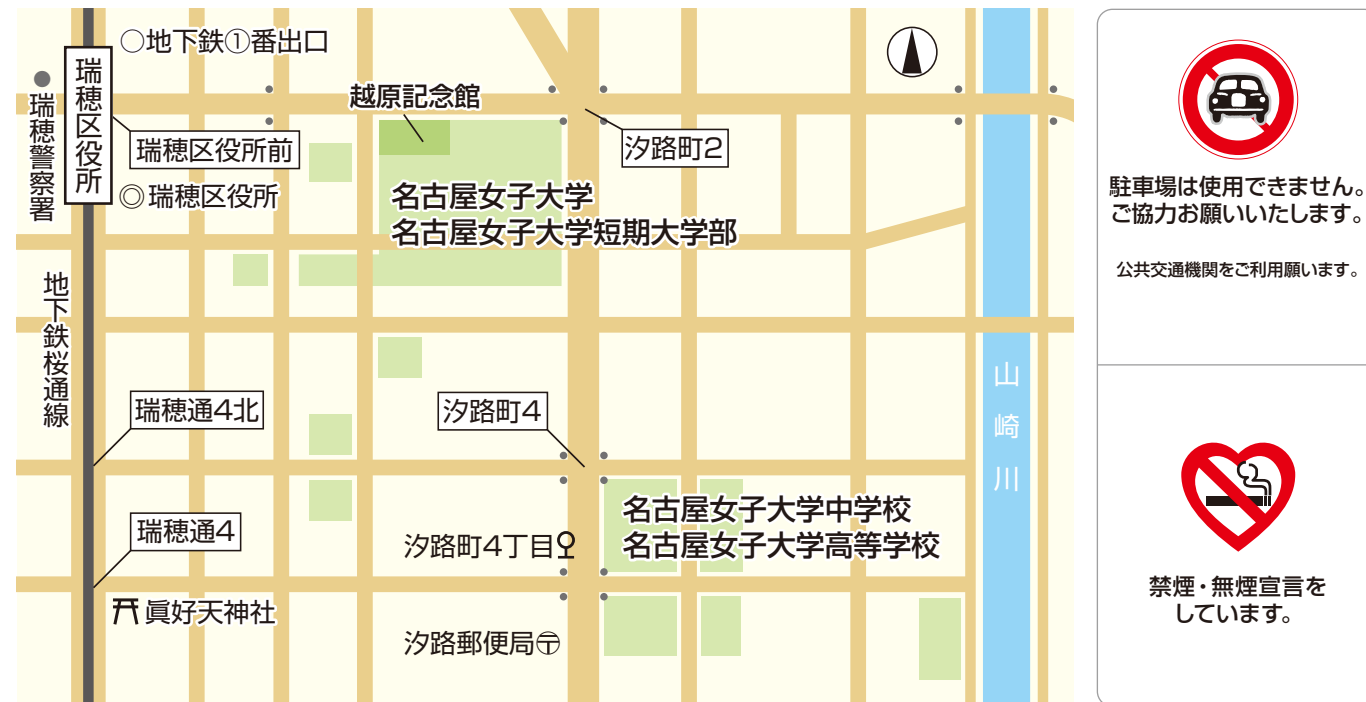 ○地下鉄①番出口
瑞穂区役所
瑞穂警察署
越原記念館
瑞穂区役所前
汐路町2
◎瑞穂区役所
名古屋女子大学
名古屋女子大学短期大学部
地下鉄桜通線
山崎川
瑞穂通4北
汐路町4
名古屋女子大学中学校
名古屋女子大学高等学校
瑞穂通4
汐路町4丁目
眞好天神社
汐路郵便局〶
駐車場は使用できません。
ご協力お願いいたします。
公共交通機関をご利用願います。
禁煙・無煙宣言を
しています。